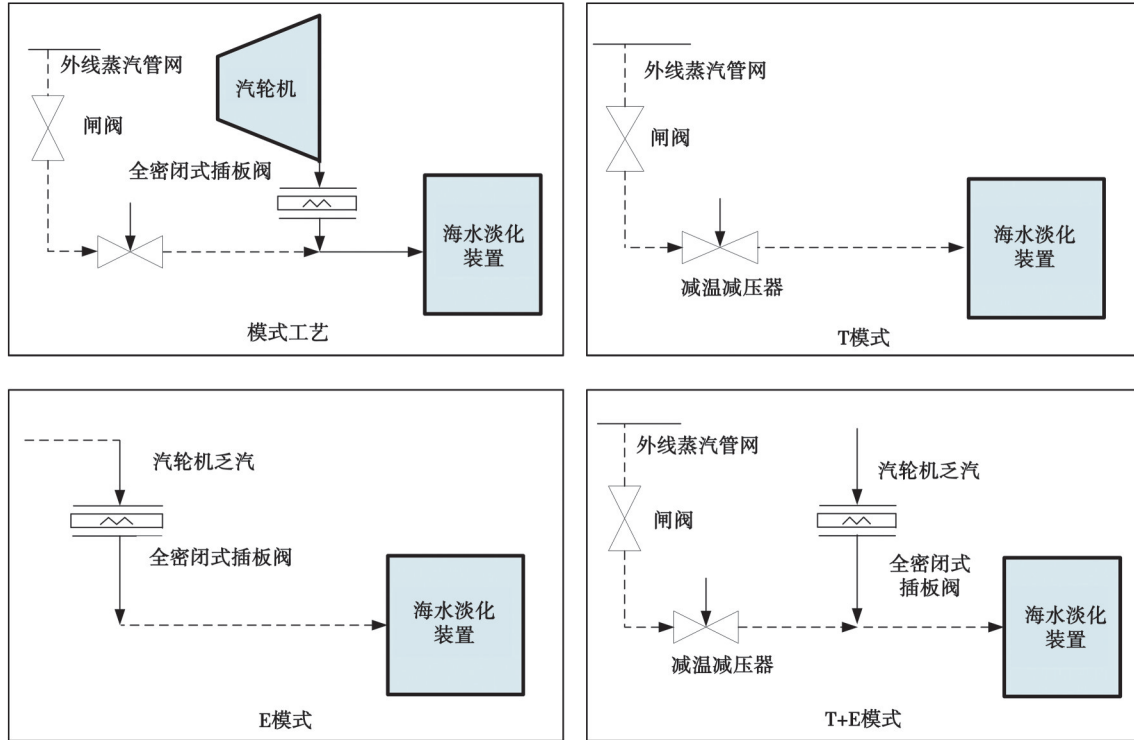 外线蒸汽管网
汽轮机
闸阀
全密闭式插板阀
海水淡化
装置
模式工艺
外线蒸汽管网
闸阀
海水淡化
装置
减温减压器
T模式
汽轮机乏汽
全密闭式插板阀
海水淡化
装置
E模式
外线蒸汽管网
汽轮机乏汽
闸阀
全密闭式
插板阀
海水淡化
装置
减温减压器
T+E模式